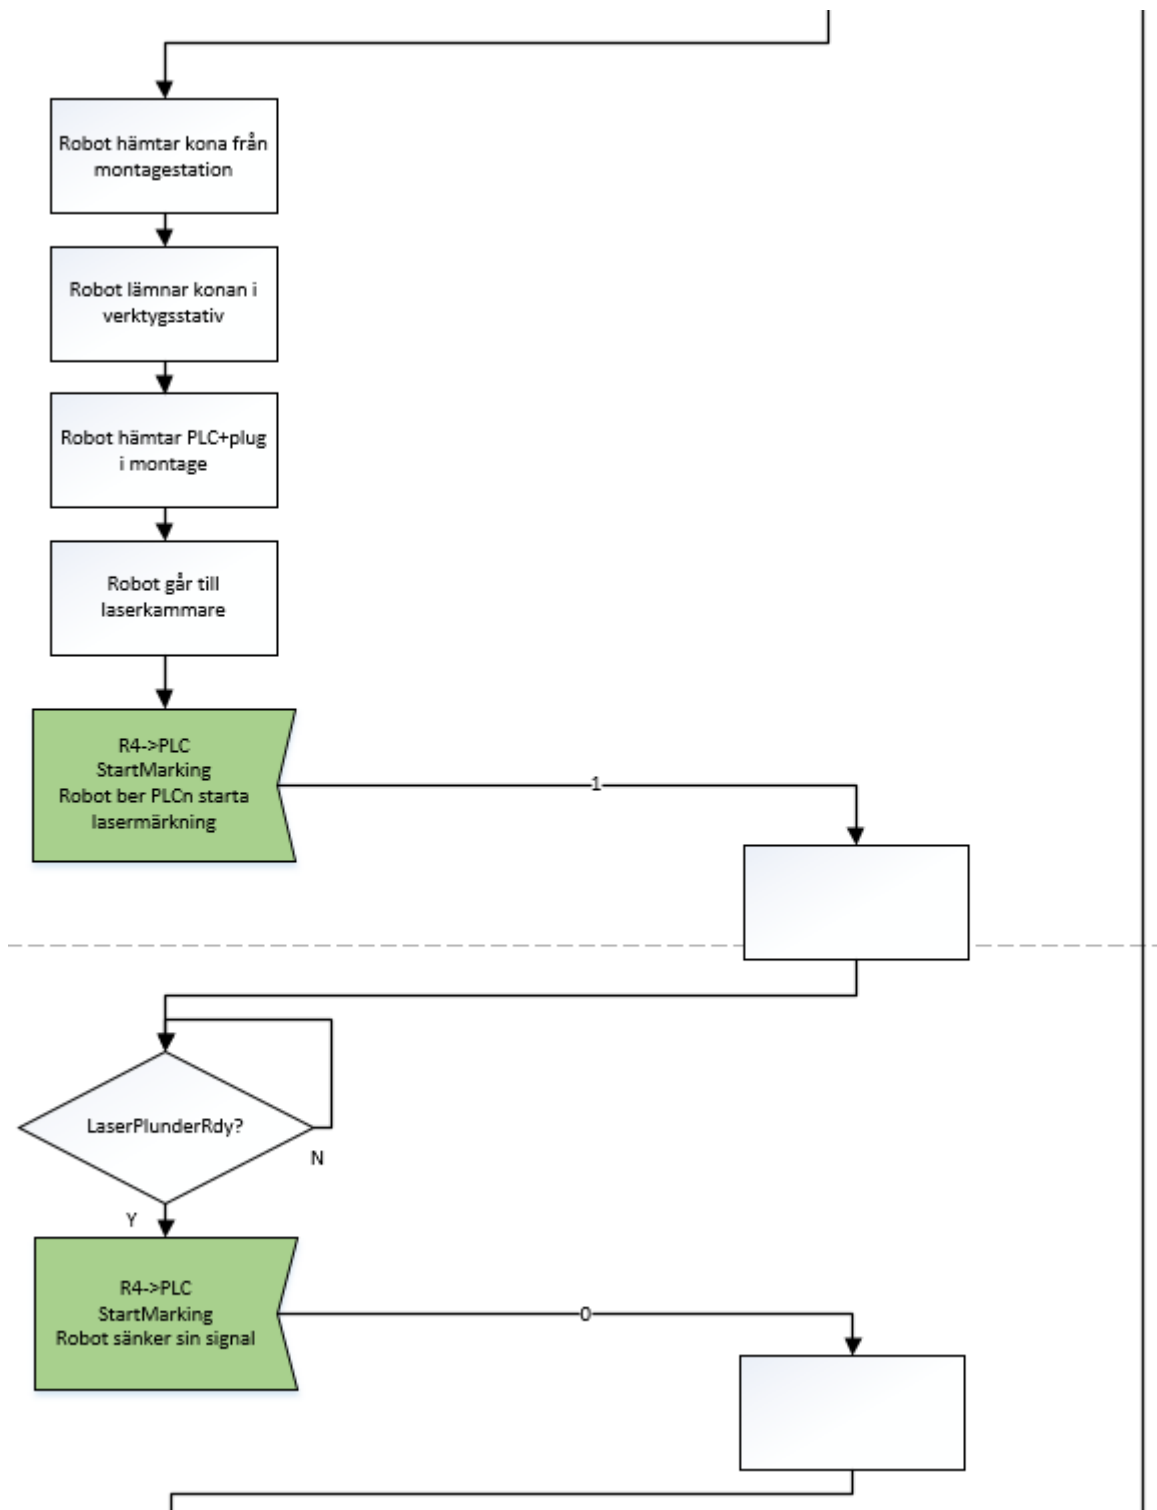 Robot hämtar kona från
montagestation
Robot lämnar konan i
verktygsstativ
Robot hämtar PLC+plug
i montage
Robot går till
laserkammare
R4->PLC
StartMarking
Robot ber PLCn starta
lasermärkning
1
LaserPlunderRdy?
N
Y
R4->PLC
StartMarking
Robot sänker sin signal
0